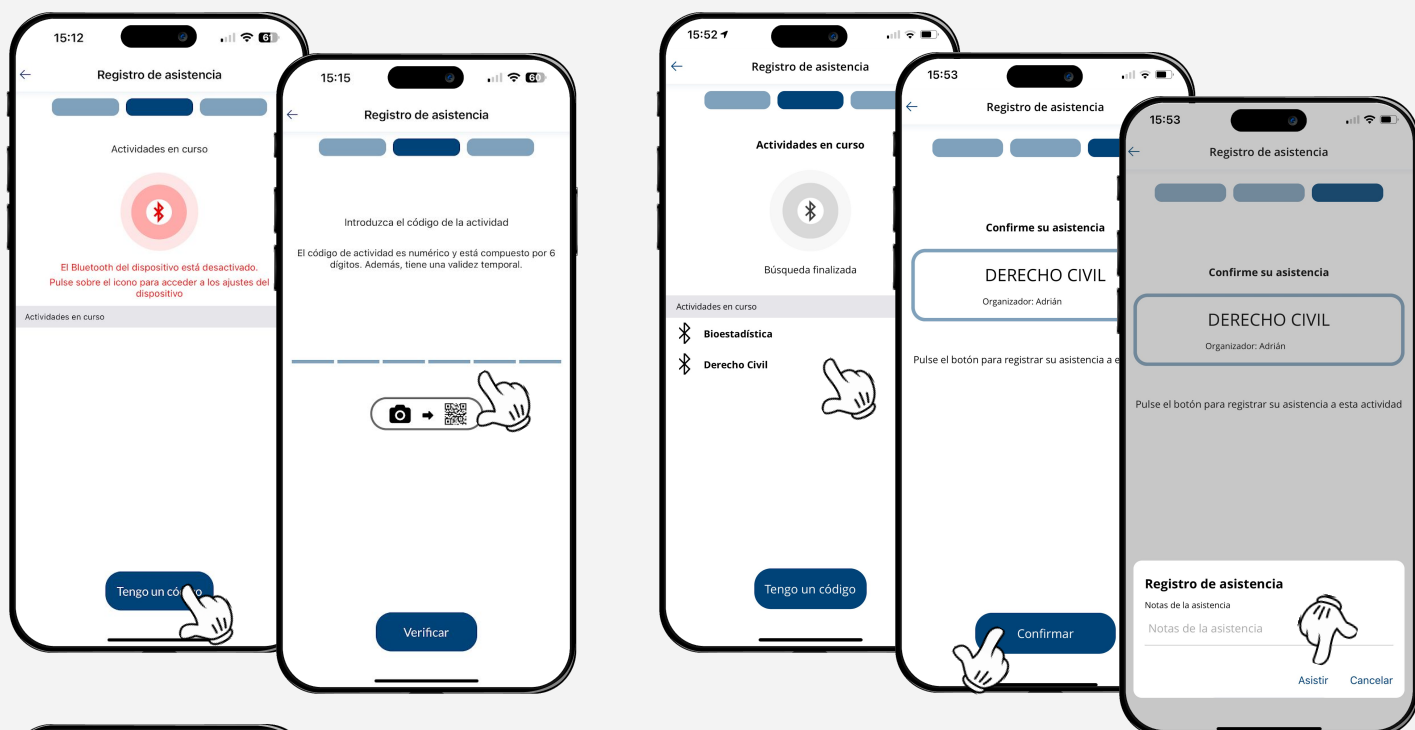 15:12
61
Registro de asistencia
Actividades en curso
El Bluetooth del dispositivo está desactivado.
Pulse sobre el icono para acceder a los ajustes del
dispositivo
Actividades en curso
Tengo un
15:15
60
Registro de asistencia
Introduzca el código de la actividad
El código de actividad es numérico y está compuesto por 6
dígitos. Además, tiene una validez temporal.
Verificar
15:52
Registro de asistencia
Actividades en curso
Búsqueda finalizada
Actividades en curso
Bioestadística
Derecho Civil
Tengo un código
15:53
Registro de asistencia
Confirme su asistencia
DERECHO CIVIL
Organizador: Adrián
Pulse el botón para registrar su asistencia a
Confirmar
15:53
Registro de asistencia
Confirme su asistencia
DERECHO CIVIL
Organizador: Adrián
Pulse el botón para registrar su asistencia a esta actividad
Registro de asistencia
Notas de la asistencia
Notas de la asistencia
Asistir Cancelar